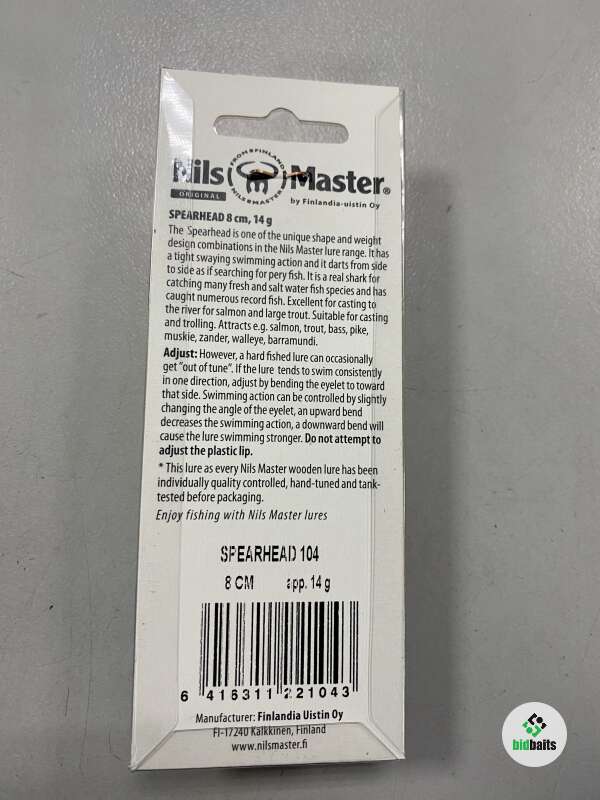 FROM FINLAND
Nils Master®
NILSMASTER
ORIGINAL
by Finlandia-uistin Oy
SPEARHEAD 8 cm, 14 g
The Spearhead is one of the unique shape and weight
design combinations in the Nils Master lure range. It has
a tight swaying swimming action and it darts from side
to side as if searching for pery fish. It is a real shark for
catching many fresh and salt water fish species and has
caught numerous record fish. Excellent for casting to
the river for salmon and large trout. Suitable for casting
and trolling. Attracts e.g. salmon, trout, bass, pike,
muskie, zander, walleye, barramundi.
Adjust: However, a hard fished lure can occasionally
get "out of tune". If the lure tends to swim consistently
in one direction, adjust by bending the eyelet to toward
that side. Swimming action can be controlled by slightly
changing the angle of the eyelet, an upward bend
decreases the swimming action, a downward bend will
cause the lure swimming stronger. Do not attempt to
adjust the plastic lip.
* This lure as every Nils Master wooden lure has been
individually quality controlled, hand-tuned and tank-
tested before packaging.
Enjoy fishing with Nils Master lures
SPEARHEAD 104
8 CM app. 14 g
6 416311 221043
Manufacturer: Finlandia Uistin Oy
FI-17240 Kalkkinen, Finland
www.nilsmaster.fi
bidbaits